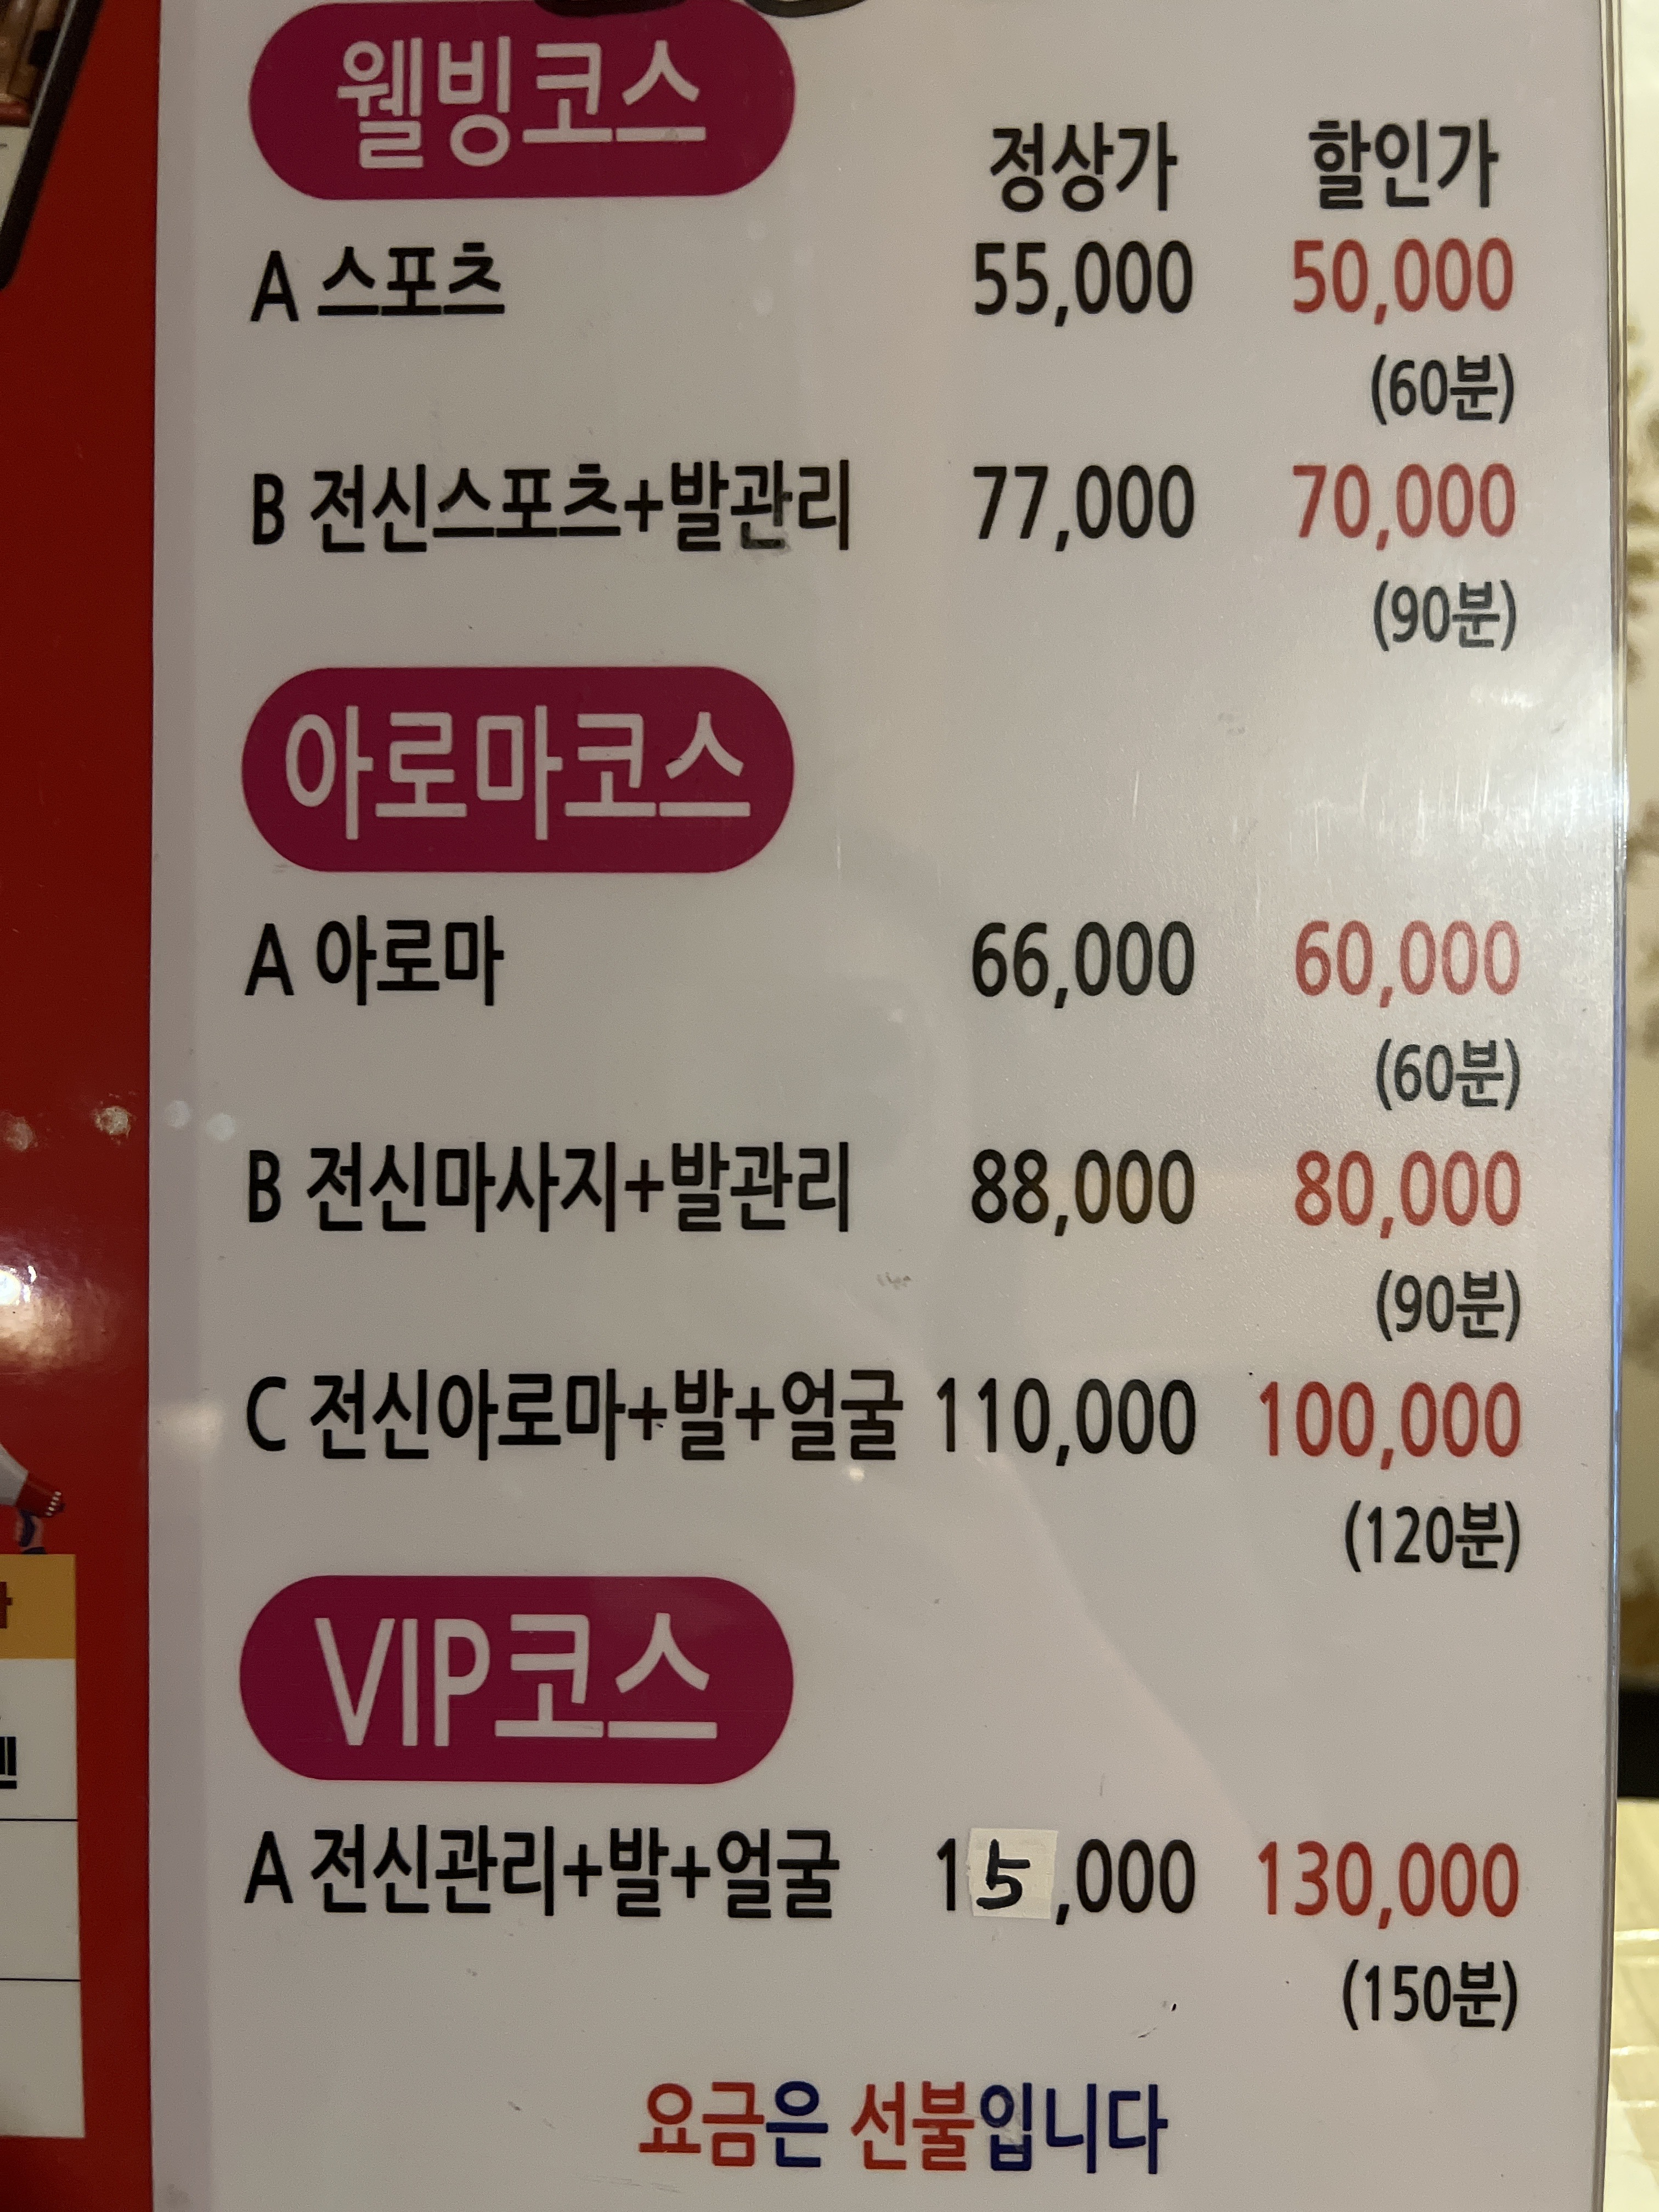 웰빙코스
정상가 할인가
A 스포츠 55,000 50,000
(60분)
B 전신스포츠+발관리 77,000 70,000
(90분)
아로마코스
A 아로마 66,000 60,000
(60분)
B 전신마사지+발관리 88,000 80,000
(90분)
C 전신아로마+발+얼굴 110,000 100,000
(120분)
VIP코스
A 전신관리+발+얼굴 15,000 130,000
(150분)
요금은 선불입니다